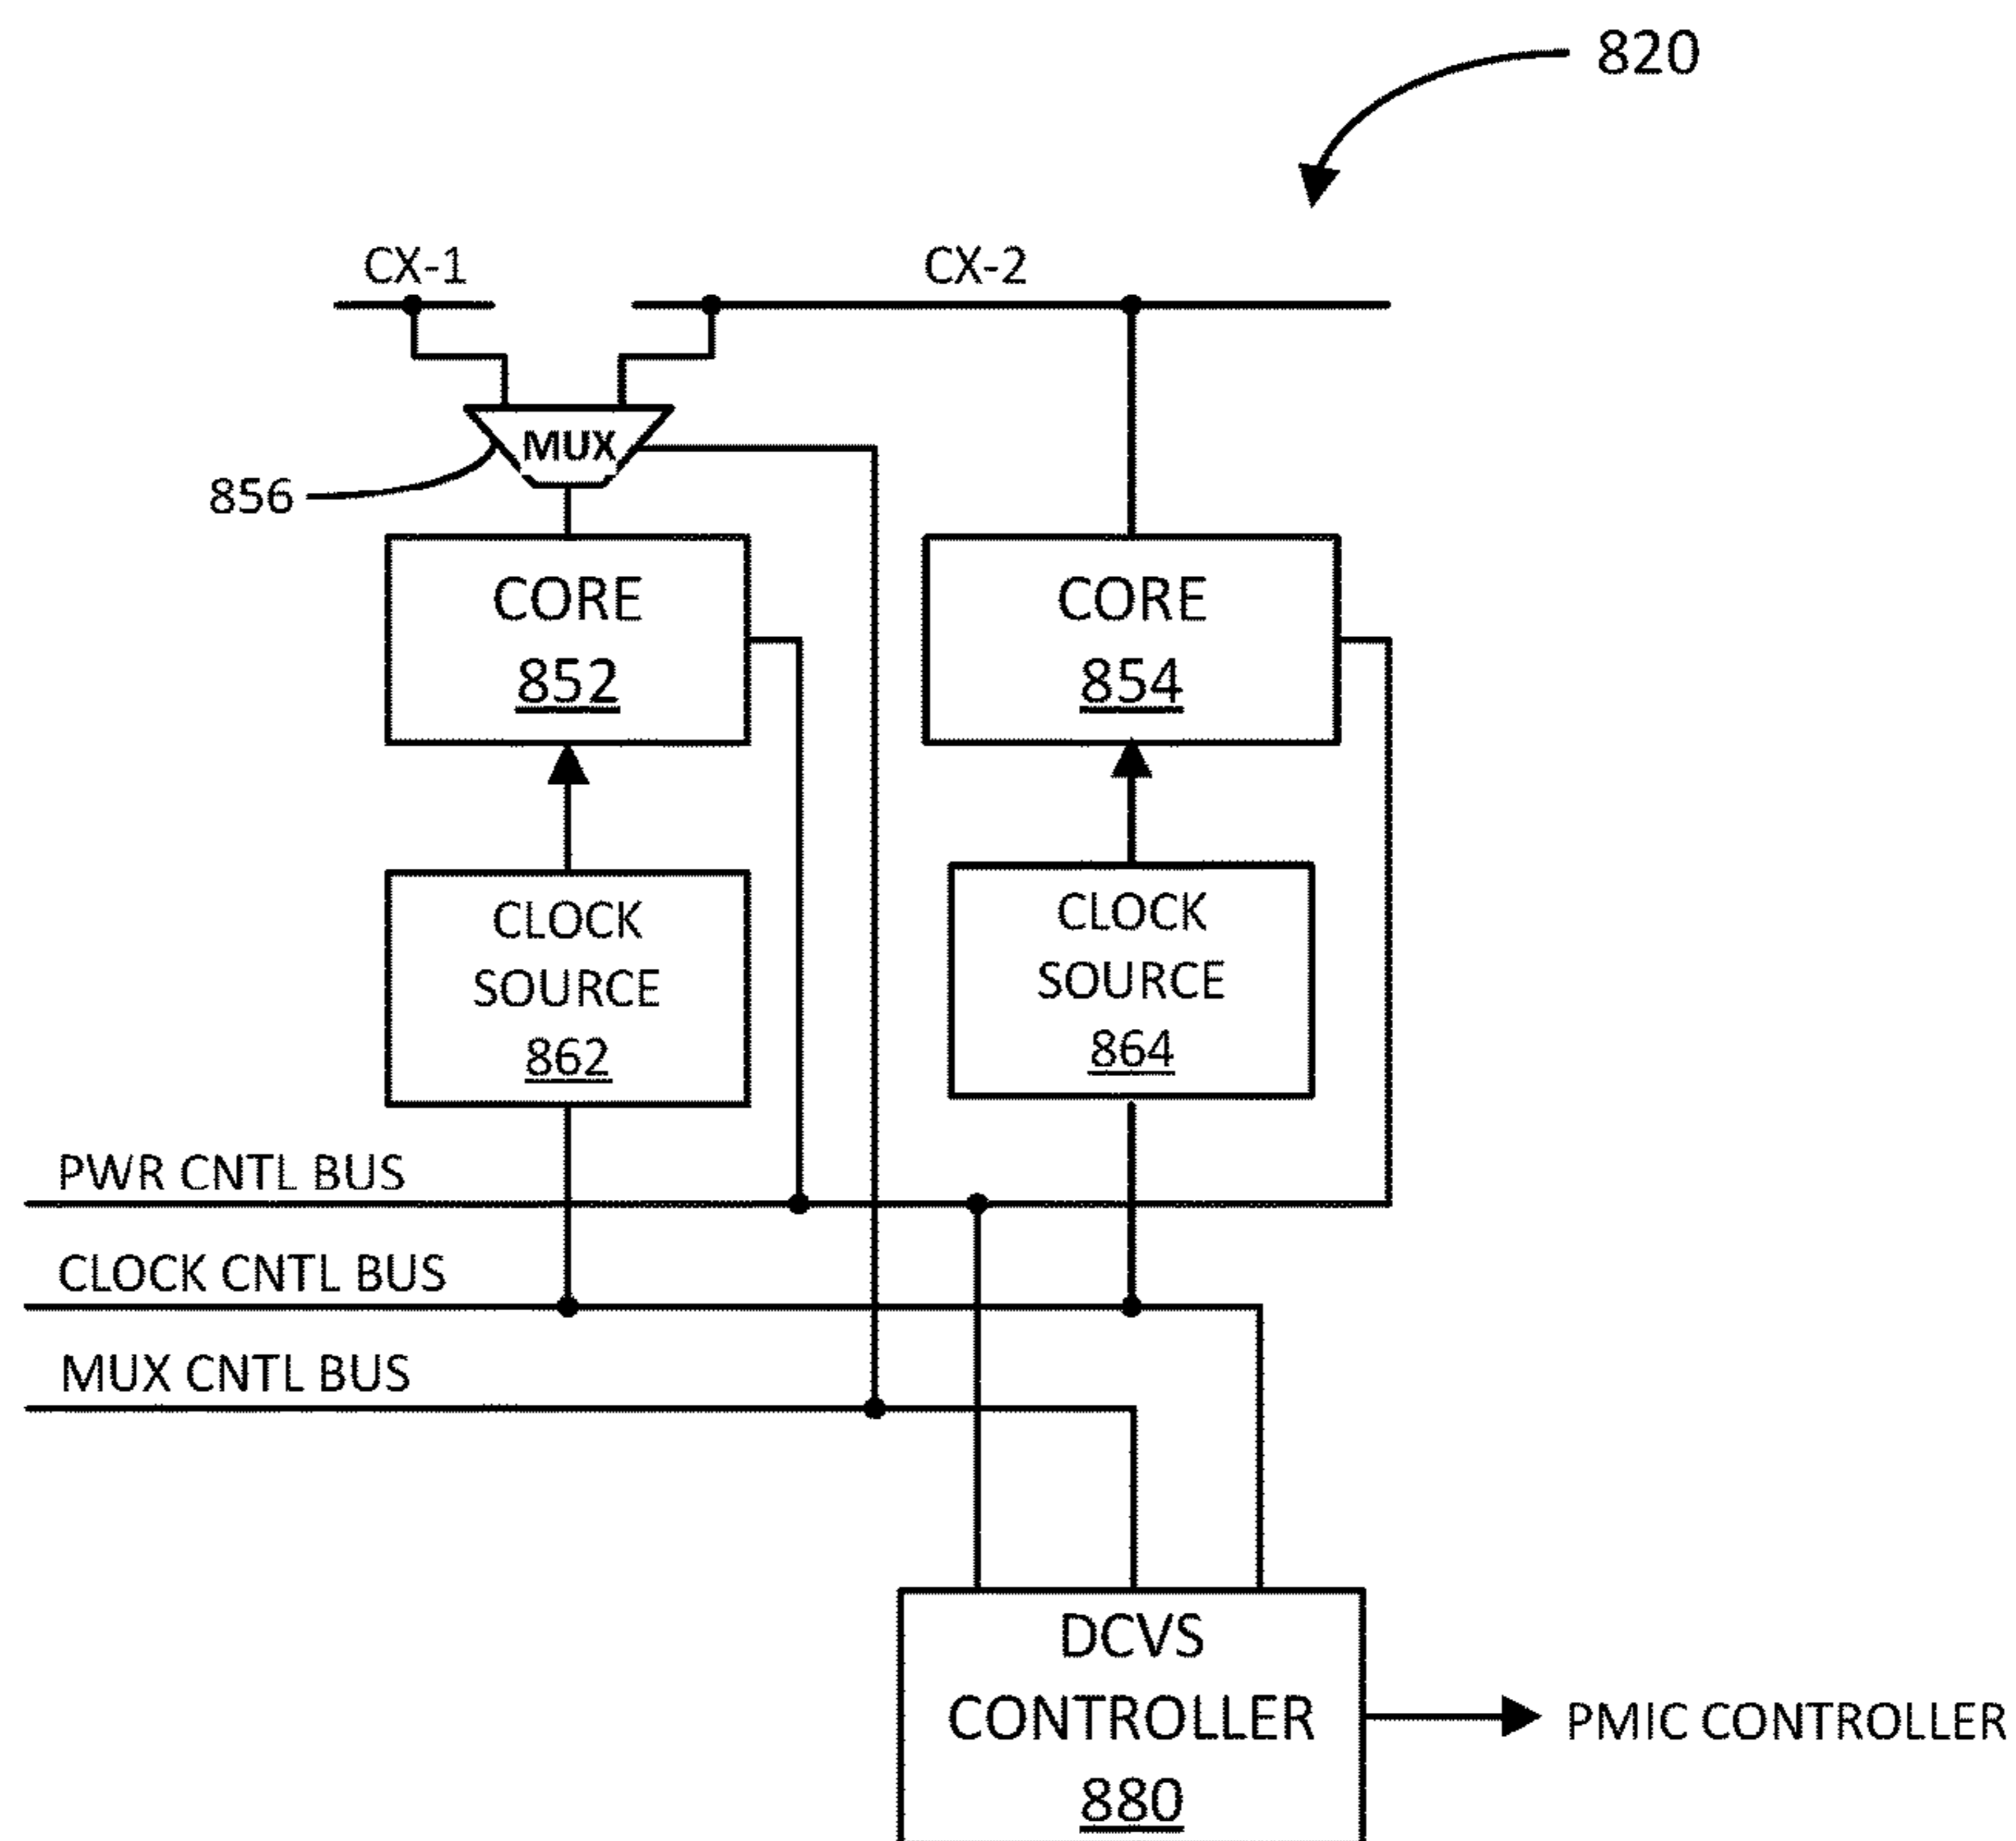 820
CX-1
CX-2
MUX
856
CORE
852
CORE
854
CLOCK
SOURCE
862
CLOCK
SOURCE
864
PWR CNTL BUS
CLOCK CNTL BUS
MUX CNTL BUS
DCVS
CONTROLLER
880
PMIC CONTROLLER